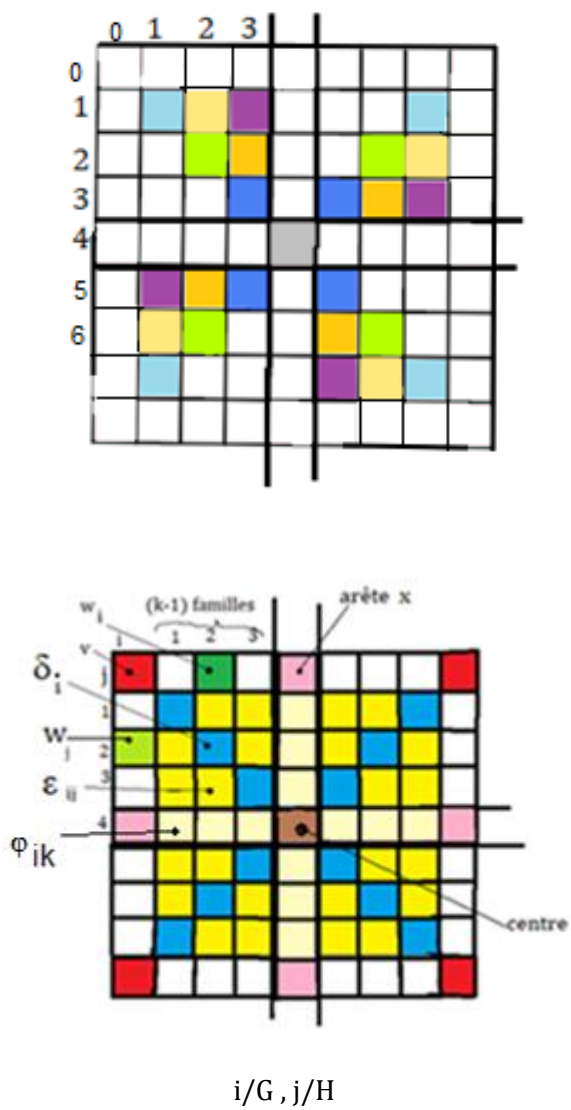 0 1 2 3
0
1
2
3
4
5
6
w i (k-1) familles arête x
v i 1 2 3
j
δ i
1
w j 2
3
ε ij
4
φ ik
centre
i/G , j/H